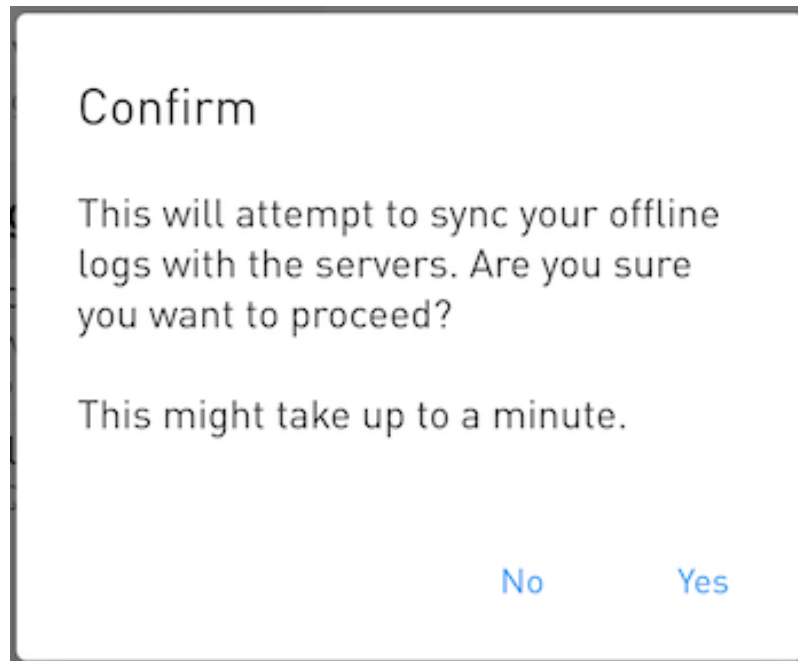 Confirm
This will attempt to sync your offline
logs with the servers. Are you sure
you want to proceed?
This might take up to a minute.
No Yes